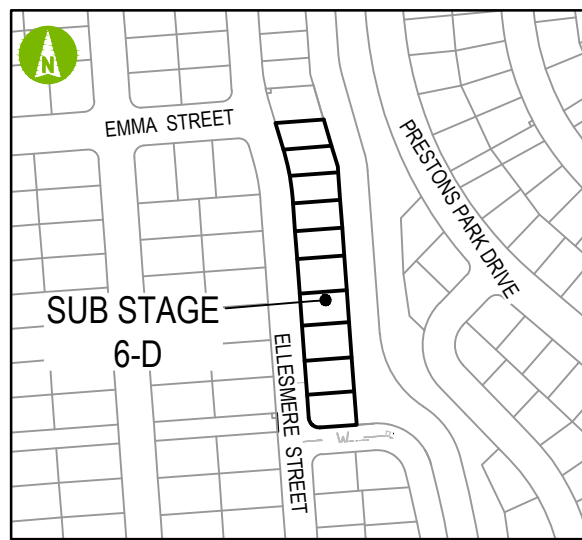 N
EMMA STREET
PRESTONS PARK DRIVE
SUB STAGE
6-D
ELLESMERE STREET
W